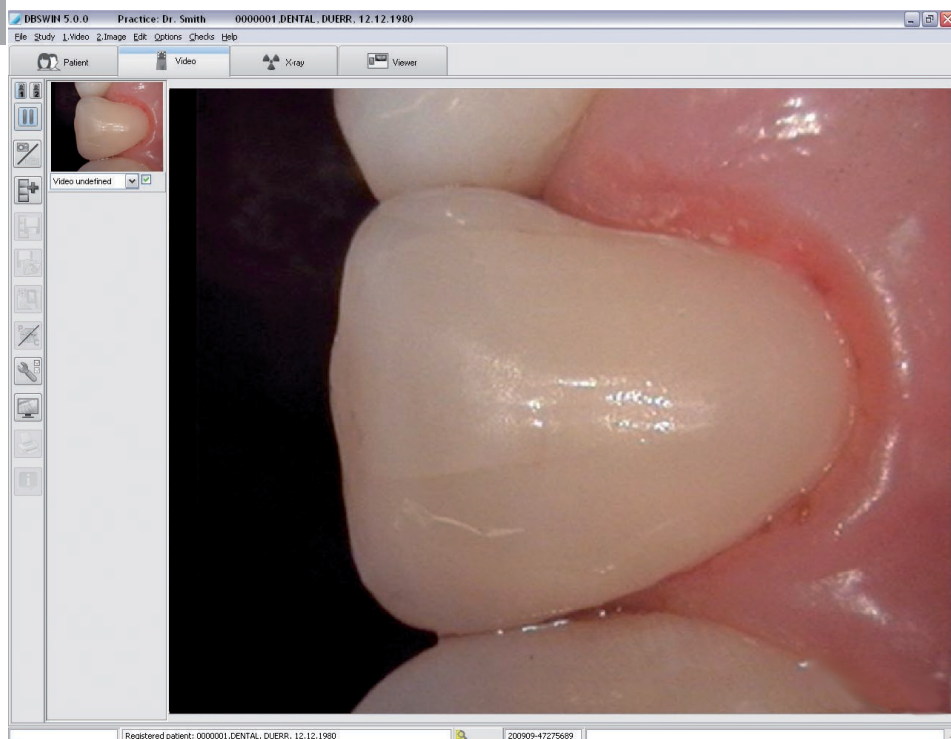 DBSWIN 5.0.0 Practice: Dr. Smith 0000001 ,DENTAL, DUERR, 12.12.1980
File Study 1.Video 2.Image Edit Options Checks Help
Patient Video X-ray Viewer
1 2
Video undefined
Registered patient: 0000001,DENTAL, DUERR, 12.12.1980 200909-47275689